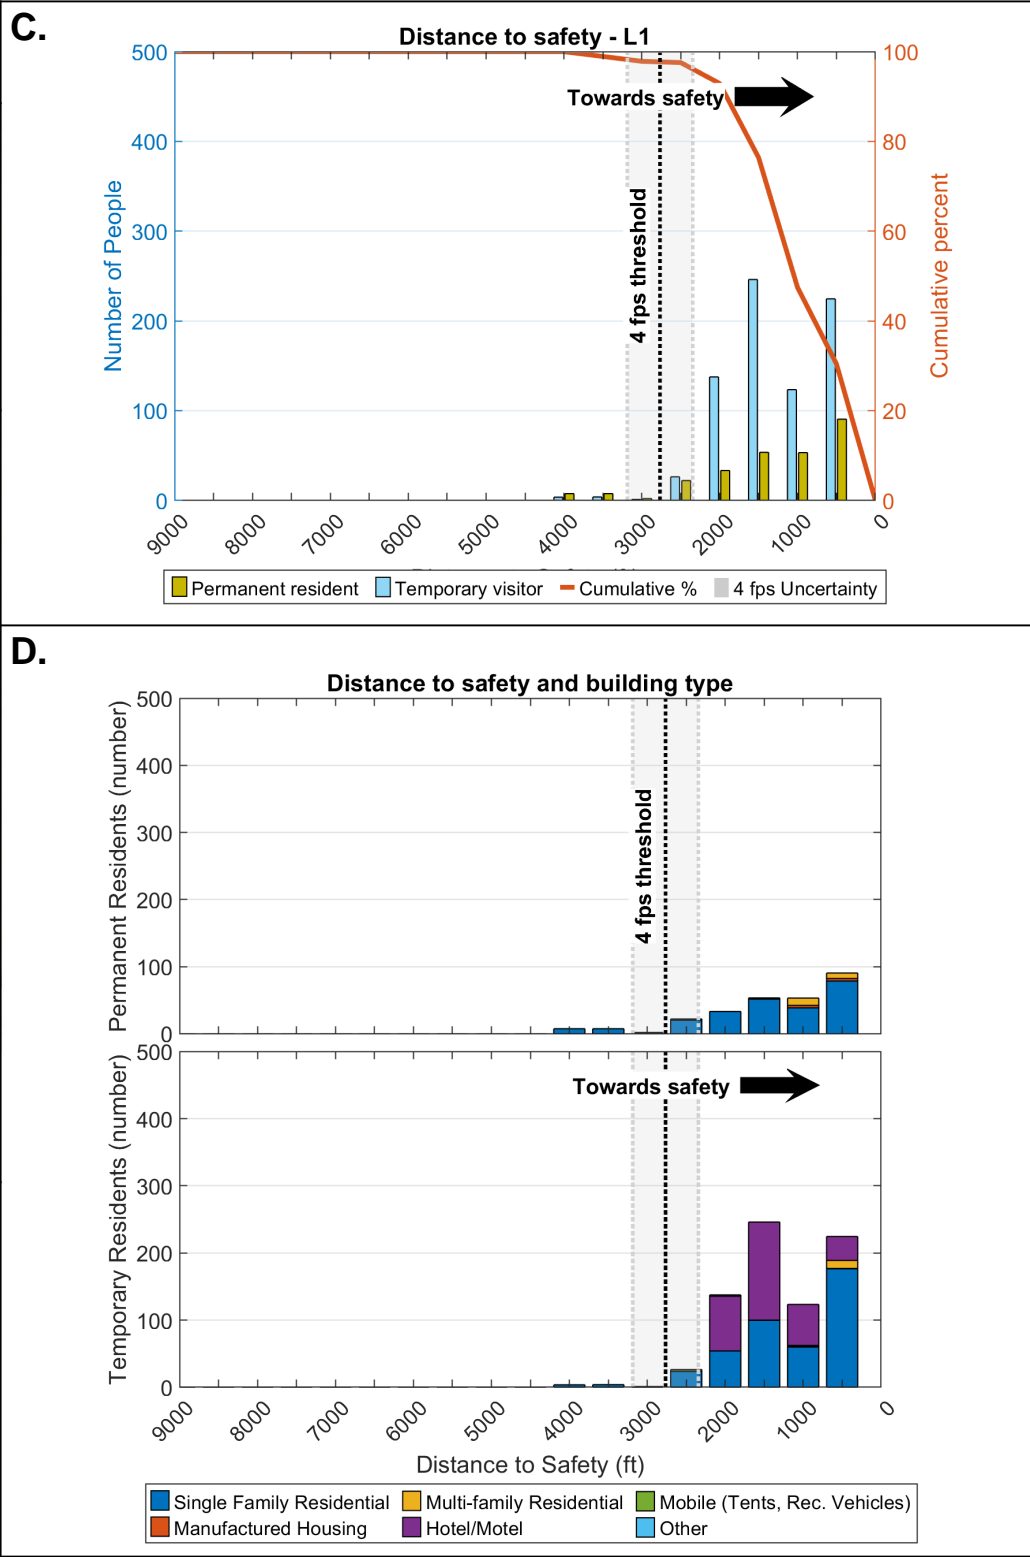 C.
Distance to safety - L1
500
400
300
200
100
0
Number of People
100
80
60
40
20
0
Cumulative percent
Towards safety
4 fps threshold
9000 8000 7000 6000 5000 4000 3000 2000 1000 0
Permanent resident Temporary visitor Cumulative % 4 fps Uncertainty
D.
Distance to safety and building type
500
400
300
200
100
0
Permanent Residents (number)
4 fps threshold
500
400
300
200
100
0
Temporary Residents (number)
Towards safety
9000 8000 7000 6000 5000 4000 3000 2000 1000 0
Distance to Safety (ft)
Single Family Residential Multi-family Residential Mobile (Tents, Rec. Vehicles)
Manufactured Housing Hotel/Motel Other